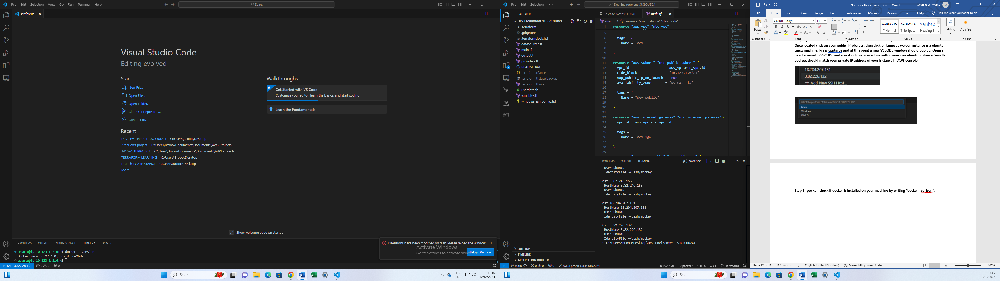 File Edit Selection View Go Run Terminal Help
Search
Welcome
Visual Studio Code
Editing evolved
Start
New File...
Open File...
Open Folder...
Clone Git Repository...
Connect to...
Recent
Dev-Environment-SJCLOUD24 C:\Users\Brooo\Desktop
2-tier aws project C:\Users\Brooo\Documents\Documents\AWS Projects
141024-TERRA-EC2 C:\Users\Brooo\Documents\Documents\AWS Projects
TERRAFORM LEARNING C:\Users\Brooo\Desktop
Launch-EC2-INSTANCE C:\Users\Brooo\Desktop
More...
Walkthroughs
Get Started with VS Code
Customize your editor, learn the basics, and start coding
Learn the Fundamentals
Show welcome page on startup
PROBLEMS OUTPUT DEBUG CONSOLE TERMINAL PORTS
ubuntu@ip-10-123-1-216:~$ docker --version
Docker version 27.4.0, build bde2b89
ubuntu@ip-10-123-1-216:~$
Extensions have been modified on disk. Please reload the window.
Activate Windows
Go to Settings to activate Windows.
Reload Window
SSH: 3.82.226.132 0 0 0
Search
ENG
UK
17:30
12/12/2024
File Edit Selection ...
Dev-Environment-SJCLOUD24
EXPLORER
DEV-ENVIRONMENT-SJCLOUD24
.terraform
.gitignore
.terraform.lock.hcl
datasources.tf
main.tf
output.tf
providers.tf
README.md
terraform.tfstate
terraform.tfstate.backup
terraform.tfvars
userdata.sh
variables.tf
windows-ssh-config.tpl
OUTLINE
TIMELINE
APPLICATION BUILDER
aws
1
Release Notes: 1.96.0
main.tf
main.tf > resource "aws_instance" "dev_node"
1 resource "aws_vpc" "mtc_vpc" {
5
6 tags = {
7 Name = "dev"
8 }
9 }
10
11 resource "aws_subnet" "mtc_public_subnet" {
12 vpc_id = aws_vpc.mtc_vpc.id
13 cidr_block = "10.123.1.0/24"
14 map_public_ip_on_launch = true
15 availability_zone = "us-east-1a"
16
17 tags = {
18 Name = "dev-public"
19 }
20 }
21
22 resource "aws_internet_gateway" "mtc_internet_gateway" {
23 vpc_id = aws_vpc.mtc_vpc.id
24
25 tags = {
26 Name = "dev-igw"
27 }
28 }
29
PROBLEMS OUTPUT TERMINAL ...
powershell
User ubuntu
IdentityFile ~/.ssh/mtckey
Host 3.82.246.155
HostName 3.82.246.155
User ubuntu
IdentityFile ~/.ssh/mtckey
Host 18.204.207.131
HostName 18.204.207.131
User ubuntu
IdentityFile ~/.ssh/mtckey
Host 3.82.226.132
HostName 3.82.226.132
User ubuntu
IdentityFile ~/.ssh/mtckey
PS C:\Users\Brooo\Desktop\Dev-Environment-SJCLOUD24>
main 0 0 0 AWS: profile:SJCLOUD2024
Ln 102, Col 2 Spaces: 2 UTF-8 CRLF {} Terraform
Notes for Dev environment - Word
Sean Joey Nyame
SJ
File Home Insert Draw Design Layout References Mailings Review View Help Tell me what you want to do
Paste
Clipboard
Calibri (Body) 11
B I U abc X₂ X²
Aa
Font
Paragraph
AaBbCcDc AaBbCcDc AaBbCc
¶ Normal ¶ No Spac... Heading 1
Styles
Editing
Add-ins
Add-ins
Once located click on your public IP address, then click on Linux as we our instance is a ubuntu
Linux machine. Press continue and at this point a new VSCODE window should pop up. Open a
new terminal in VSCODE and you should now in active within your dev ubuntu instance. Your IP
address should match your private IP address of your instance in AWS console.
18.204.207.131
3.82.226.132
+ Add New SSH Host...
Select the platform of the remote host "3.82.226.132"
Linux
Windows
macOS
Step 3: you can check if docker is installed on your machine by writing “docker –verison”.
Page 12 of 12 1721 words English (United Kingdom) Accessibility: Investigate
100%
Search
17:30
12/12/2024